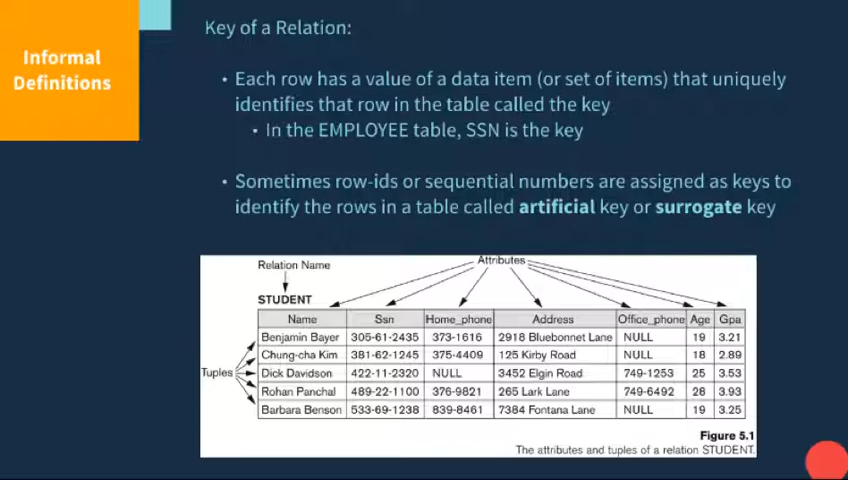 Informal
Definitions
Key of a Relation:
• Each row has a value of a data item (or set of items) that uniquely
identifies that row in the table called the key
• In the EMPLOYEE table, SSN is the key
• Sometimes row-ids or sequential numbers are assigned as keys to
identify the rows in a table called artificial key or surrogate key
Relation Name
Attributes
STUDENT
Name Ssn Home_phone Address Office_phone Age Gpa
Benjamin Bayer 305-61-2435 373-1616 2918 Bluebonnet Lane NULL 19 3.21
Chung-cha Kim 381-62-1245 375-4409 125 Kirby Road NULL 18 2.89
Tuples
Dick Davidson 422-11-2320 NULL 3452 Elgin Road 749-1253 25 3.53
Rohan Panchal 489-22-1100 376-9821 265 Lark Lane 749-6492 28 3.93
Barbara Benson 533-69-1238 839-8461 7384 Fontana Lane NULL 19 3.25
Figure 5.1
The attributes and tuples of a relation STUDENT.